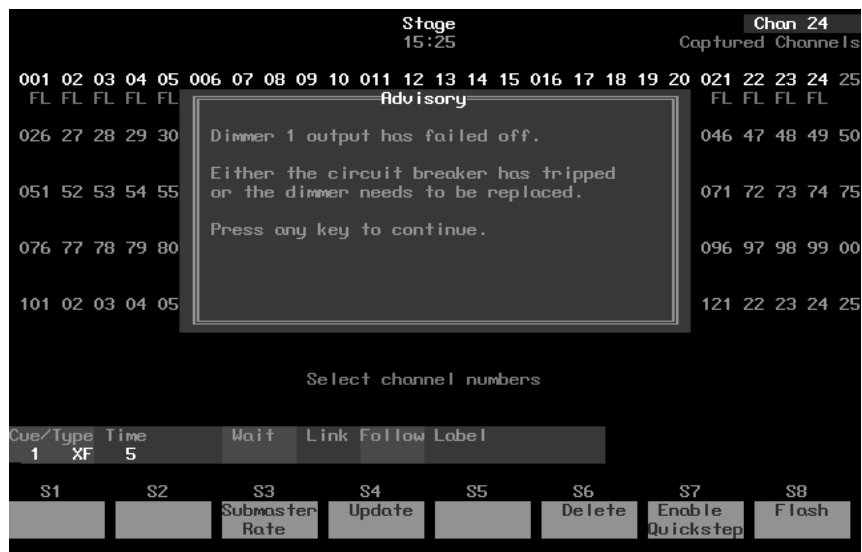 Stage
Chan 24
15:25
Captured Channels
001 02 03 04 05 006 07 08 09 10 011 12 13 14 15 016 17 18 19 20 021 22 23 24 25
FL FL FL FL FL
Advisory
FL FL FL FL
026 27 28 29 30
Dimmer 1 output has failed off.
046 47 48 49 50
Either the circuit breaker has tripped
051 52 53 54 55
or the dimmer needs to be replaced.
071 72 73 74 75
Press any key to continue.
076 77 78 79 80
096 97 98 99 00
101 02 03 04 05
121 22 23 24 25
Select channel numbers
Cue/Type Time Wait Link Follow Label
1 XF 5
S1 S2 S3 S4 S5 S6 S7 S8
Submaster Update Delete Enable Flash
Rate Quickstep